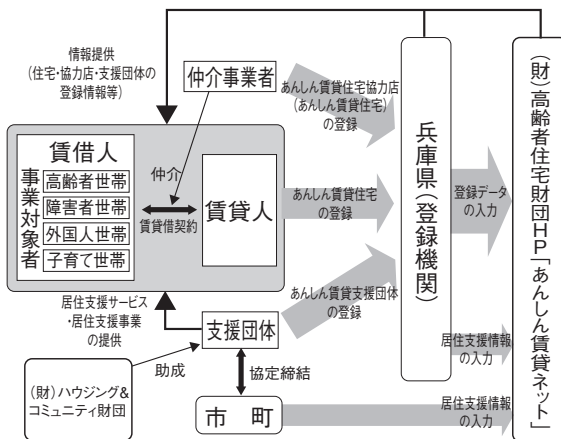 情報提供
(住宅・協力店・支援団体の
登録情報等)
仲介事業者
あんしん賃貸住宅協力店
(あんしん賃貸住宅)
の登録
賃借人
事業対象者
高齢者世帯
障害者世帯
外国人世帯
子育て世帯
仲介
賃貸借契約
賃貸人
あんしん賃貸住宅
の登録
兵庫県(登録機関)
登録データ
の入力
(財)高齢者住宅財団HP「あんしん賃貸ネット」
居住支援サービス
・居住支援事業
の提供
支援団体
あんしん賃貸支援団体
の登録
居住支援情報
の入力
助成
(財)ハウジング&
コミュニティ財団
協定締結
市 町
居住支援情報
の入力